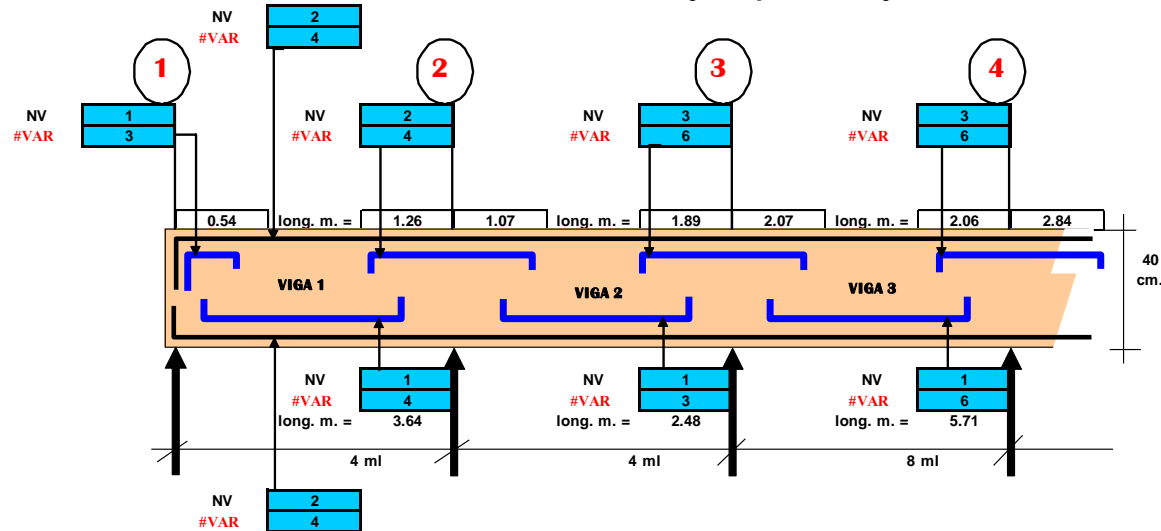 NV 2
#VAR 4
1 2 3 4
NV 1 NV 2 NV 3 NV 3
#VAR 3 #VAR 4 #VAR 6 #VAR 6
0.54 long. m. = 1.26 1.07 long. m. = 1.89 2.07 long. m. = 2.06 2.84
VIGA 1 VIGA 2 VIGA 3
40
cm.
NV 1 NV 1 NV 1
#VAR 4 #VAR 3 #VAR 6
long. m. = 3.64 long. m. = 2.48 long. m. = 5.71
4 ml 4 ml 8 ml
NV 2
#VAR 4